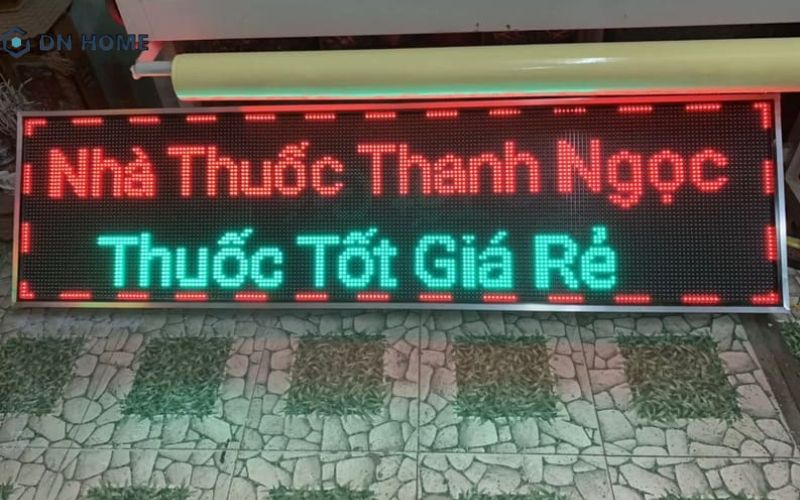 DN HOME
Nhà Thuốc Thanh Ngọc
Thuốc Tốt Giá Rẻ